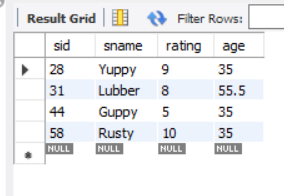 Result Grid Filter Rows:
sid sname rating age
28 Yuppy 9 35
31 Lubber 8 55.5
44 Guppy 5 35
58 Rusty 10 35
NULL NULL NULL NULL